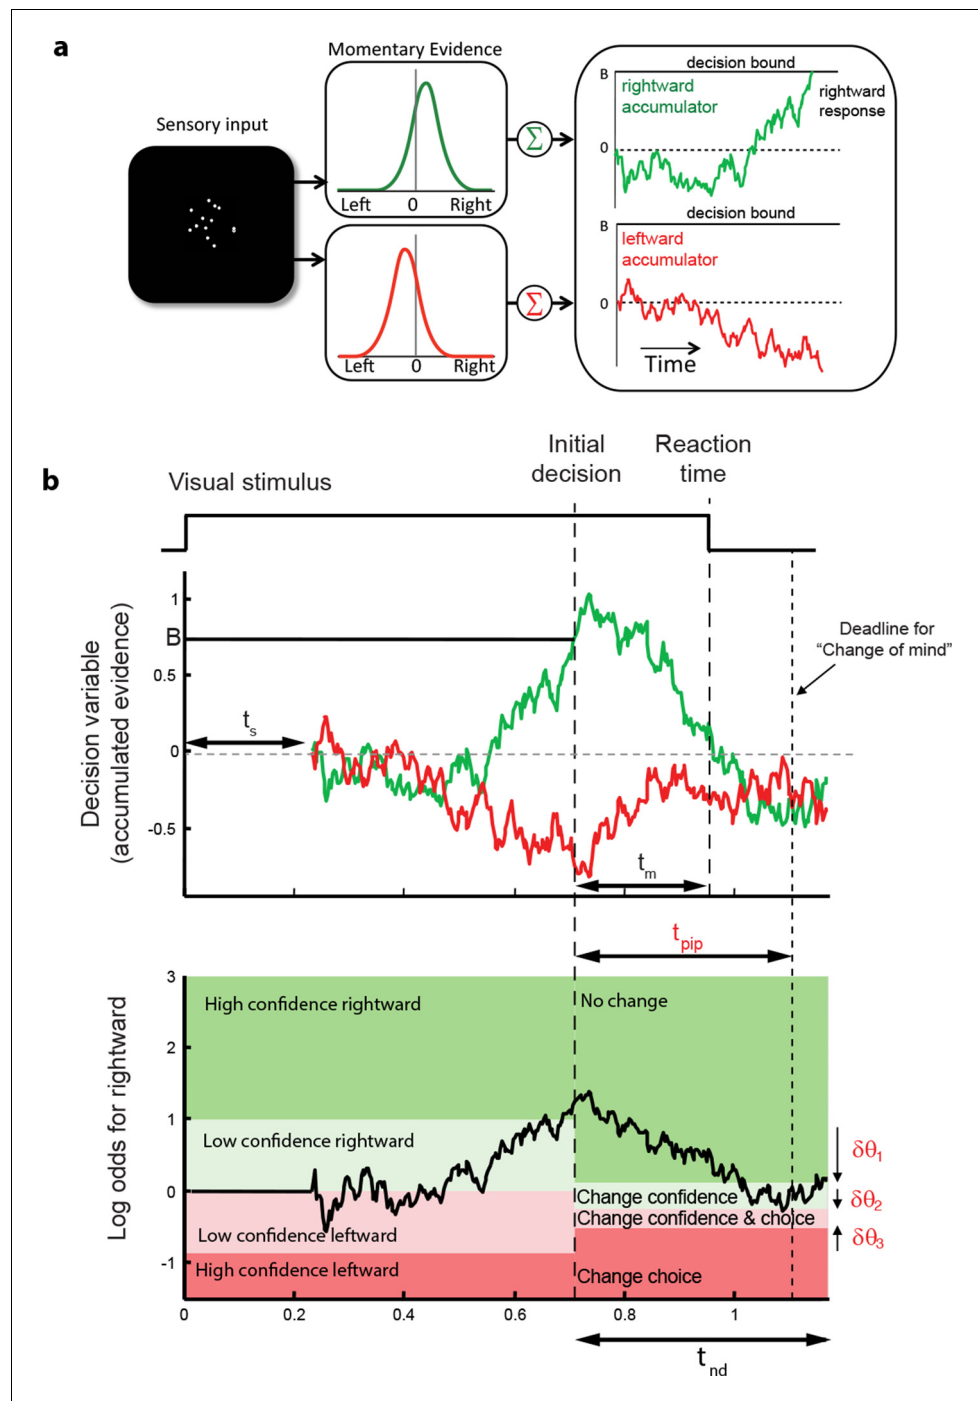 a
Momentary Evidence
Sensory input
Left 0 Right
Σ
decision bound
B
rightward
accumulator
rightward
response
0
Left 0 Right
Σ
decision bound
B
leftward
accumulator
0
Time
b
Visual stimulus
Initial
decision
Reaction
time
Decision variable
(accumulated evidence)
1
B
0.5
0
-0.5
ts
tm
Deadline for
“Change of mind”
tpip
Log odds for rightward
3
2
1
0
-1
High confidence rightward
No change
Low confidence rightward
Change confidence
Change confidence & choice
Low confidence leftward
High confidence leftward
Change choice
δθ1
δθ2
δθ3
0 0.2 0.4 0.6 0.8 1
tnd